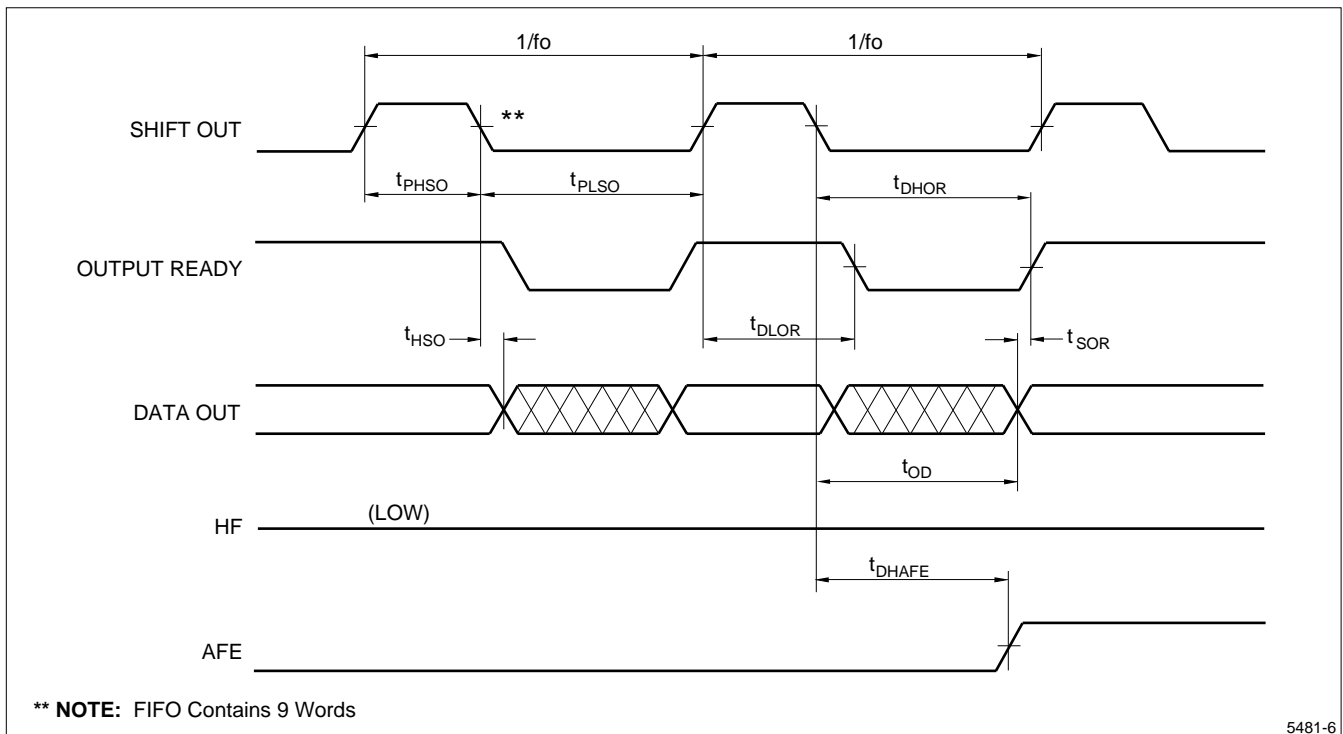 1/fo 1/fo
SHIFT OUT **
tPHSO tPLSO tDHOR
OUTPUT READY
tHSO tDLOR tSOR
DATA OUT
tOD
HF (LOW)
tDHAFE
AFE
** NOTE: FIFO Contains 9 Words
5481-6